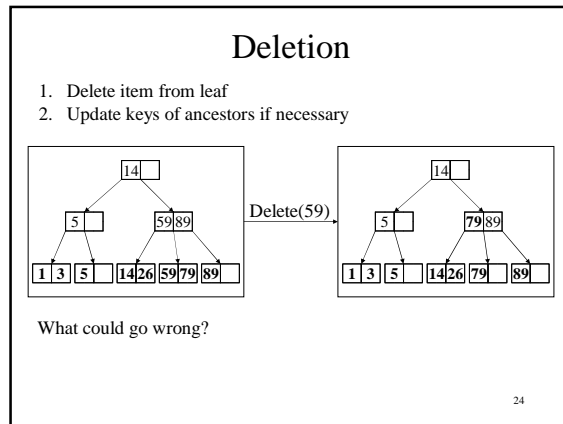 Deletion
1. Delete item from leaf
2. Update keys of ancestors if necessary
14
5 59 89
1 3 5 14 26 59 79 89
Delete(59)
14
5 79 89
1 3 5 14 26 79 89
What could go wrong?
24